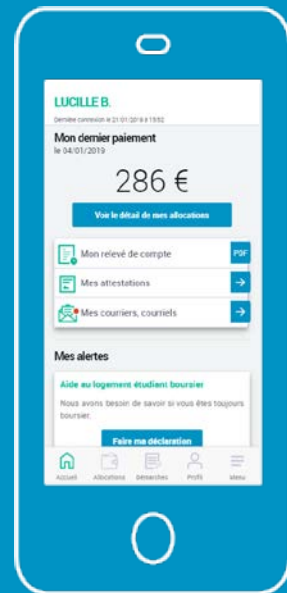 LUCILLE B.
Dernière connexion le 21/01/2019 à 15h52
Mon dernier paiement
le 04/01/2019
286 €
Voir le détail de mes allocations
Mon relevé de compte PDF
Mes attestations
Mes courriers, courriels
Mes alertes
Aide au logement étudiant boursier
Nous avons besoin de savoir si vous êtes toujours
boursier.
Faire ma déclaration
Accueil Allocations Démarches Profil Menu